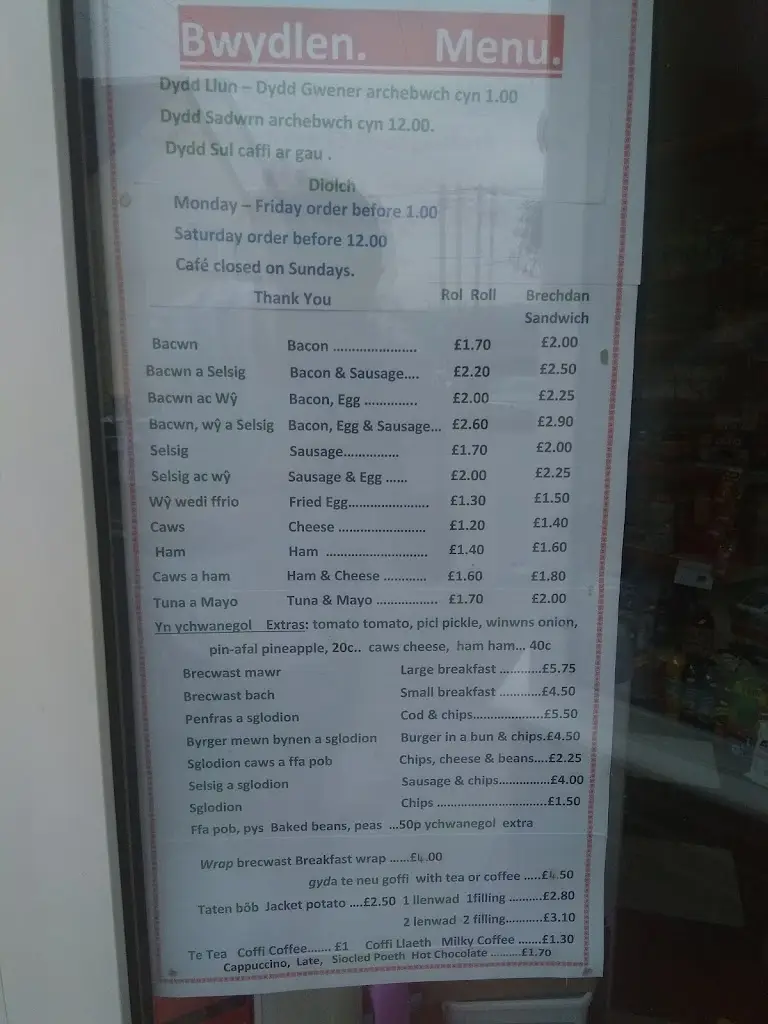 Bwydlen. Menu.
Dydd Llun – Dydd Gwener archebwch cyn 1.00
Dydd Sadwrn archebwch cyn 12.00.
Dydd Sul caffi ar gau .
Diolch
Monday – Friday order before 1.00
Saturday order before 12.00
Café closed on Sundays.
Thank You Rol Roll Brechdan
Sandwich
Bacwn Bacon ..................... £1.70 £2.00
Bacwn a Selsig Bacon & Sausage.... £2.20 £2.50
Bacwn ac Wŷ Bacon, Egg ............. £2.00 £2.25
Bacwn, wŷ a Selsig Bacon, Egg & Sausage... £2.60 £2.90
Selsig Sausage.............. £1.70 £2.00
Selsig ac wŷ Sausage & Egg ...... £2.00 £2.25
Wŷ wedi ffrio Fried Egg..................... £1.30 £1.50
Caws Cheese ....................... £1.20 £1.40
Ham Ham ........................... £1.40 £1.60
Caws a ham Ham & Cheese ............ £1.60 £1.80
Tuna a Mayo Tuna & Mayo ................. £1.70 £2.00
Yn ychwanegol Extras: tomato tomato, picl pickle, winwns onion,
pin-afal pineapple, 20c.. caws cheese, ham ham... 40c
Brecwast mawr Large breakfast ............£5.75
Brecwast bach Small breakfast ............£4.50
Penfras a sglodion Cod & chips....................£5.50
Byrger mewn bynen a sglodion Burger in a bun & chips.£4.50
Sglodion caws a ffa pob Chips, cheese & beans....£2.25
Selsig a sglodion Sausage & chips...............£4.00
Sglodion Chips ................................£1.50
Ffa pob, pys Baked beans, peas ...50p ychwanegol extra
Wrap brecwast Breakfast wrap ......£4.00
gyda te neu goffi with tea or coffee .....£4.50
Taten bôb Jacket potato ....£2.50 1 llenwad 1filling ..........£2.80
2 lenwad 2 filling...........£3.10
Te Tea Coffi Coffee....... £1 Coffi Llaeth Milky Coffee .......£1.30
Cappuccino, Late, Siocled Poeth Hot Chocolate ..........£1.70